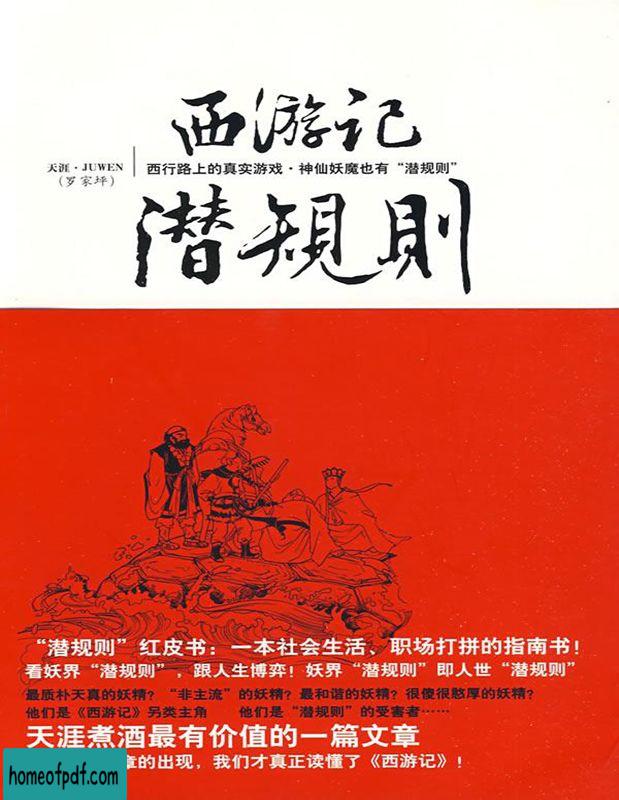 西游记
天涯·JUWEN
(罗家坪)
西行路上的真实游戏·神仙妖魔也有“潜规则”
潜规則
“潜规则”红皮书：一本社会生活、职场打拼的指南书！
看妖界“潜规则”，跟人生博弈！妖界“潜规则”即人世“潜规则”
最质朴天真的妖精？“非主流”的妖精？最和谐的妖精？很傻很憨厚的妖精？
他们是《西游记》另类主角 他们是“潜规则”的受害者……
天涯煮酒最有价值的一篇文章
章的出现，我们才真正读懂了《西游记》！
homeofpdf.com